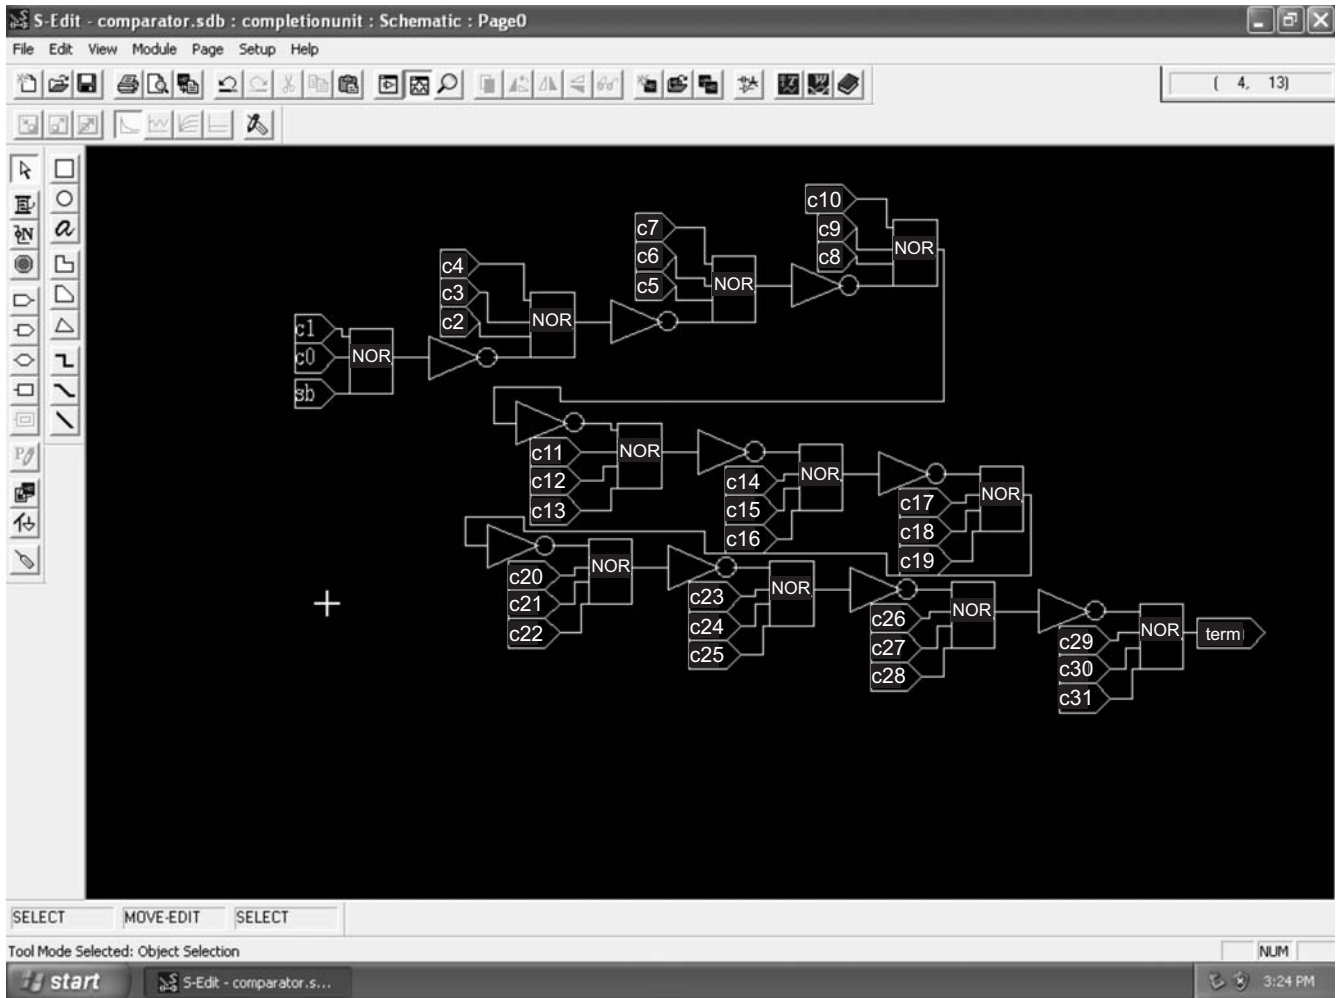 S-Edit - comparator.sdb : completionunit : Schematic : Page0
File Edit View Module Page Setup Help
( 4, 13)
c10
c9
c8
NOR
c7
c6
c5
NOR
c4
c3
c2
NOR
c1
c0
sb
NOR
c11
c12
c13
NOR
c14
c15
c16
NOR
c17
c18
c19
NOR
c20
c21
c22
NOR
c23
c24
c25
NOR
c26
c27
c28
NOR
c29
c30
c31
NOR
term
SELECT MOVE-EDIT SELECT
Tool Mode Selected: Object Selection NUM
start S-Edit - comparator.s... 3:24 PM